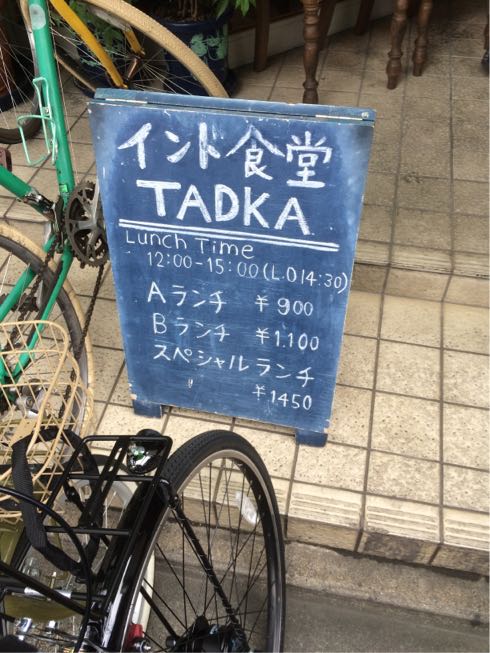 インド食堂
TADKA
Lunch Time
12:00-15:00(L.O14:30)
Aランチ ¥900
Bランチ ¥1.100
スペシャルランチ
¥1450